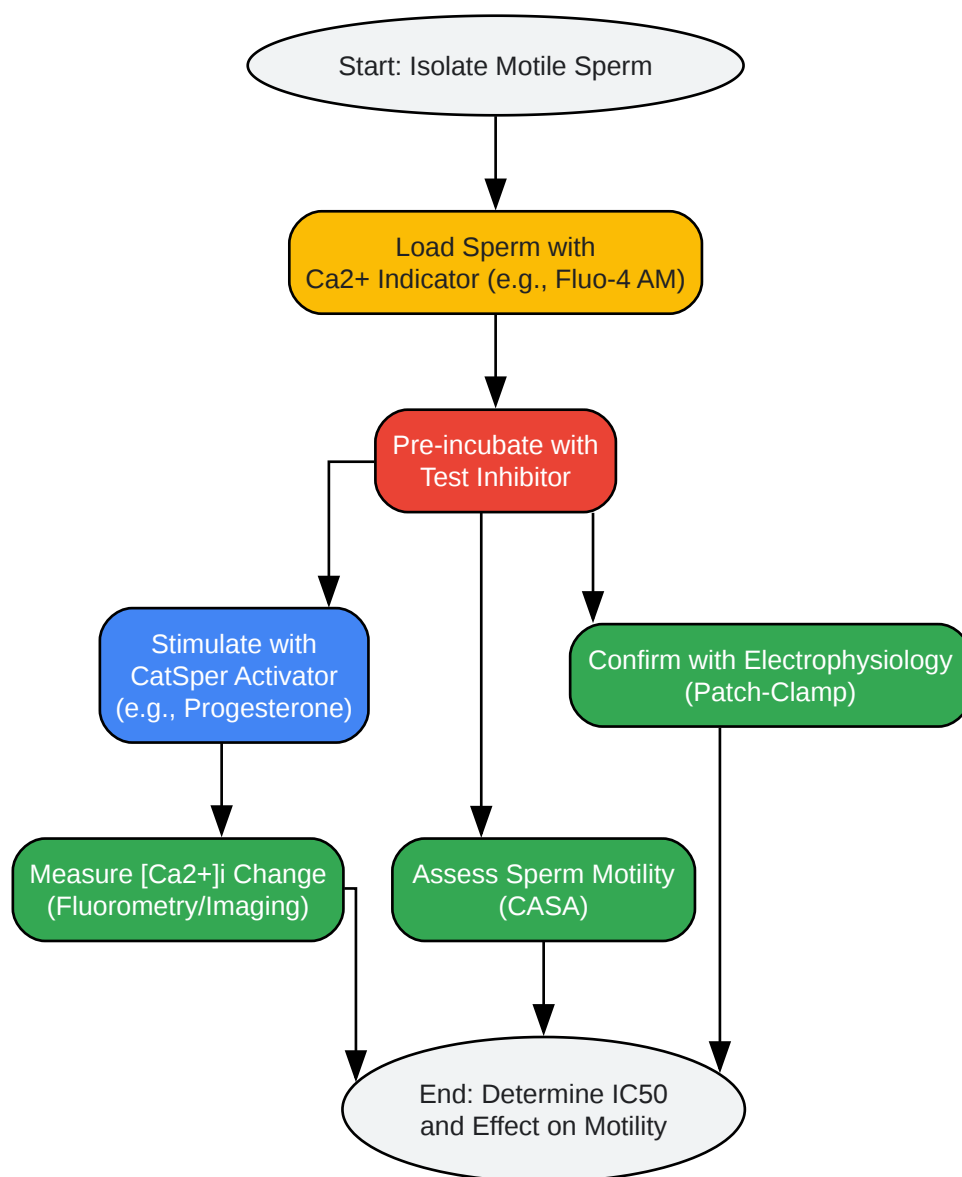 Start: Isolate Motile Sperm
Load Sperm with
Ca2+ Indicator (e.g., Fluo-4 AM)
Pre-incubate with
Test Inhibitor
Stimulate with
CatSper Activator
(e.g., Progesterone)
Confirm with Electrophysiology
(Patch-Clamp)
Measure [Ca2+]i Change
(Fluorometry/Imaging)
Assess Sperm Motility
(CASA)
End: Determine IC50
and Effect on Motility